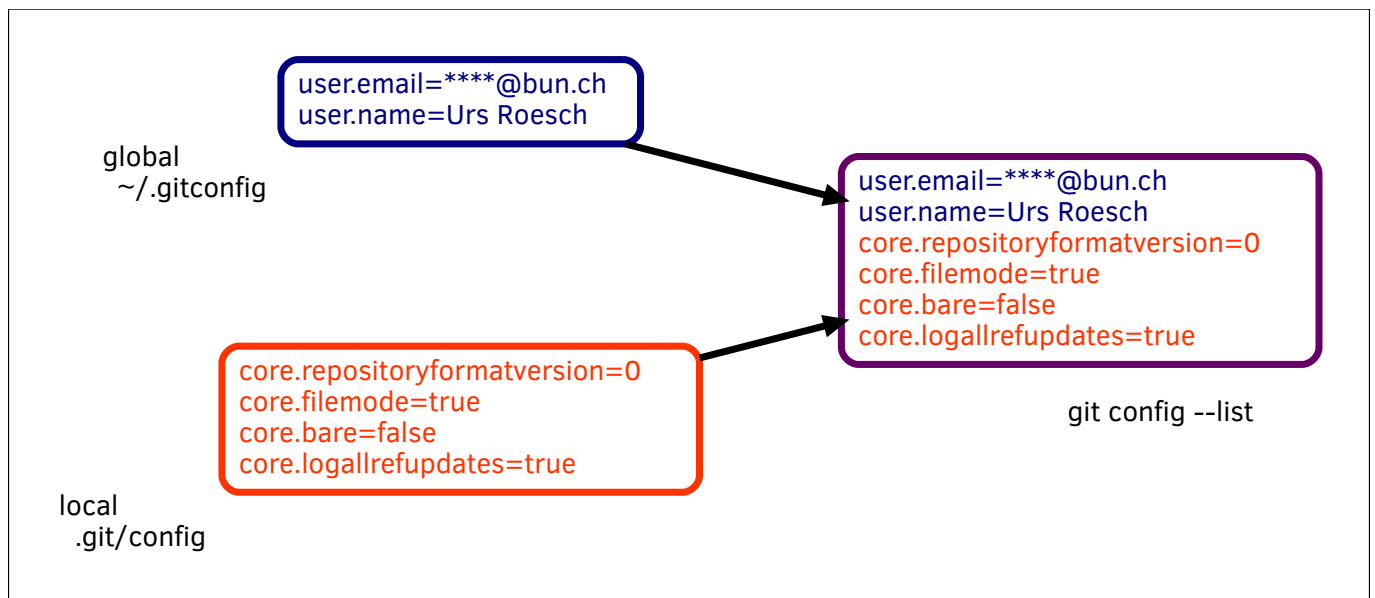 user.email=****@bun.ch
user.name=Urs Roesch
global
~/.gitconfig
user.email=****@bun.ch
user.name=Urs Roesch
core.repositoryformatversion=0
core.filemode=true
core.bare=false
core.logallrefupdates=true
git config --list
core.repositoryformatversion=0
core.filemode=true
core.bare=false
core.logallrefupdates=true
local
.git/config